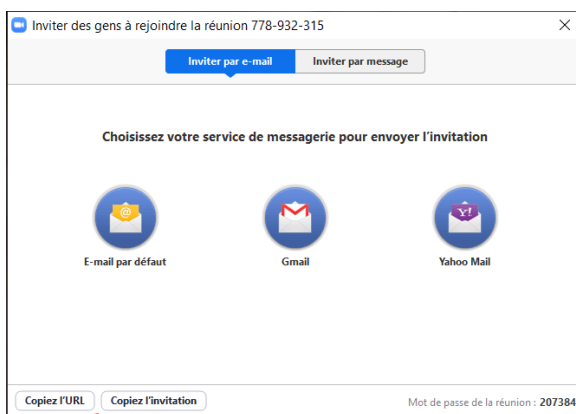 Inviter des gens à rejoindre la réunion 778-932-315
Inviter par e-mail
Inviter par message
Choisissez votre service de messagerie pour envoyer l'invitation
@
Y!
E-mail par défaut
Gmail
Yahoo Mail
Copiez l'URL
Copiez l'invitation
Mot de passe de la réunion : 207384